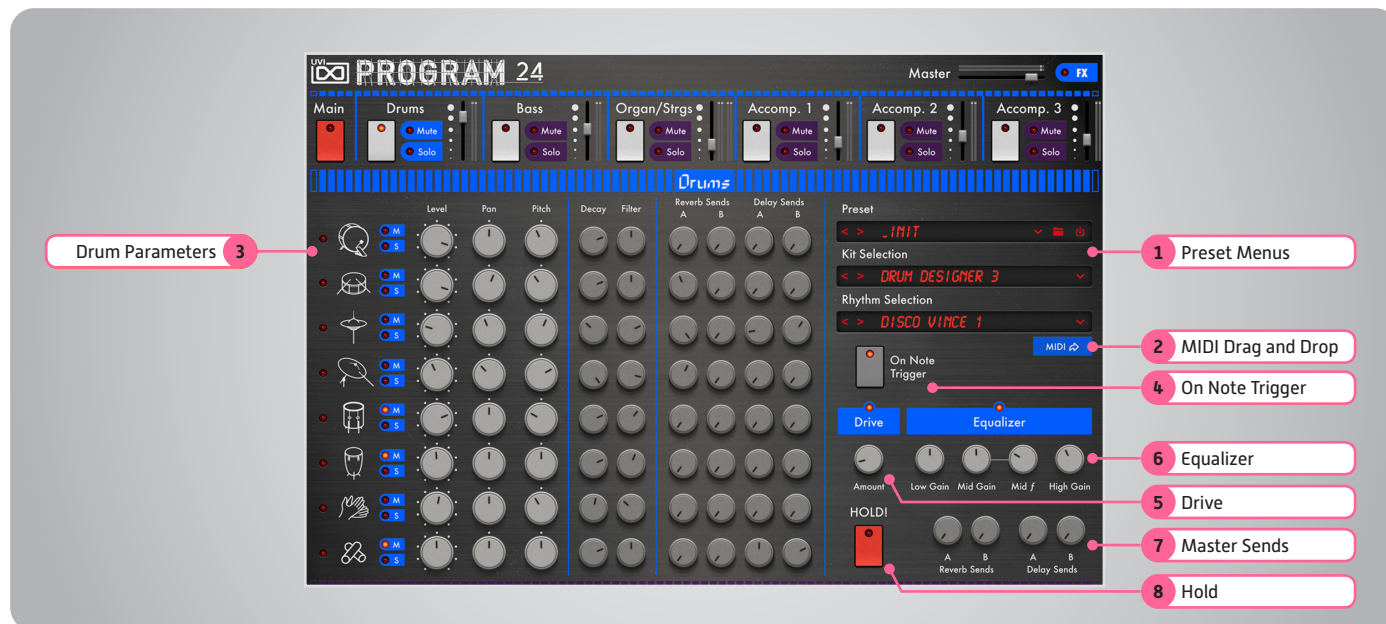 UVI PROGRAM 24
Master
FX
Main
Drums
Mute
Solo
Bass
Mute
Solo
Organ/Strgs
Mute
Solo
Accomp. 1
Mute
Solo
Accomp. 2
Mute
Solo
Accomp. 3
Mute
Solo
Drums
Level Pan Pitch Decay Filter
Reverb Sends
A B
Delay Sends
A B
M
S
M
S
M
S
M
S
M
S
M
S
M
S
M
S
Preset
< > _INIT
Kit Selection
< > DRUM DESIGNER 3
Rhythm Selection
< > DISCO VINCE 1
MIDI
On Note
Trigger
Drive
Equalizer
Amount
Low Gain Mid Gain Mid f High Gain
HOLD!
A B
Reverb Sends
A B
Delay Sends
Drum Parameters 3
1 Preset Menus
2 MIDI Drag and Drop
4 On Note Trigger
6 Equalizer
5 Drive
7 Master Sends
8 Hold